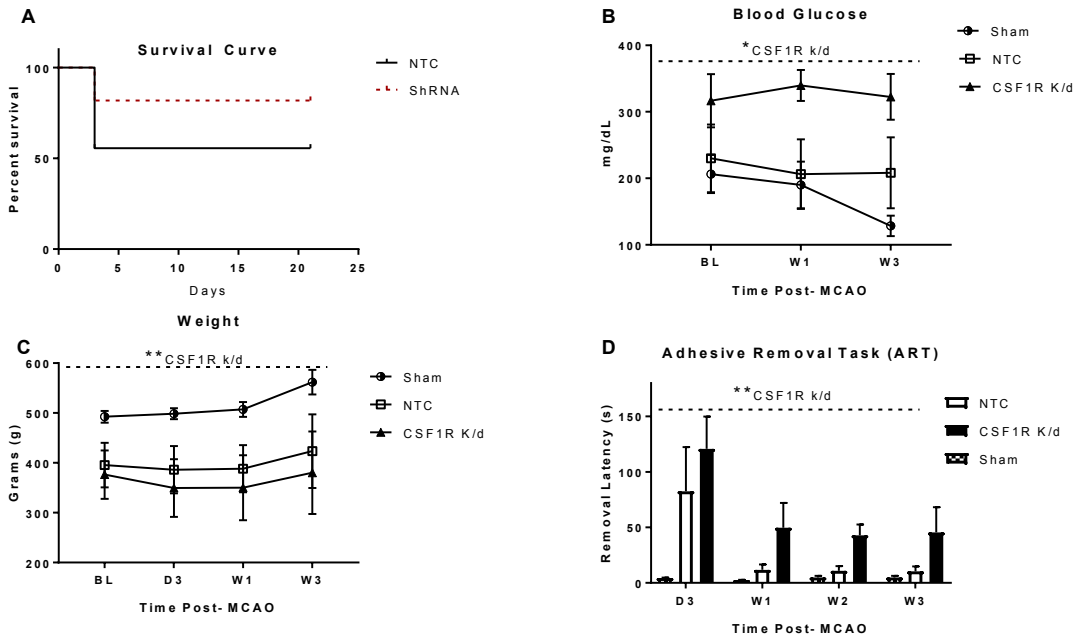 A
Survival Curve
Percent survival
100
50
0
0 5 10 15 20 25
Days
NTC
ShRNA
B
Blood Glucose
*CSF1R k/d
mg/dL
400
300
200
100
BL W1 W3
Time Post- MCAO
Sham
NTC
CSF1R K/d
C
Weight
**CSF1R k/d
Grams (g)
600
500
400
300
200
BL D3 W1 W3
Time Post- MCAO
Sham
NTC
CSF1R K/d
D
Adhesive Removal Task (ART)
**CSF1R k/d
Removal Latency (s)
150
100
50
0
D3 W1 W2 W3
Time Post- MCAO
NTC
CSF1R K/d
Sham